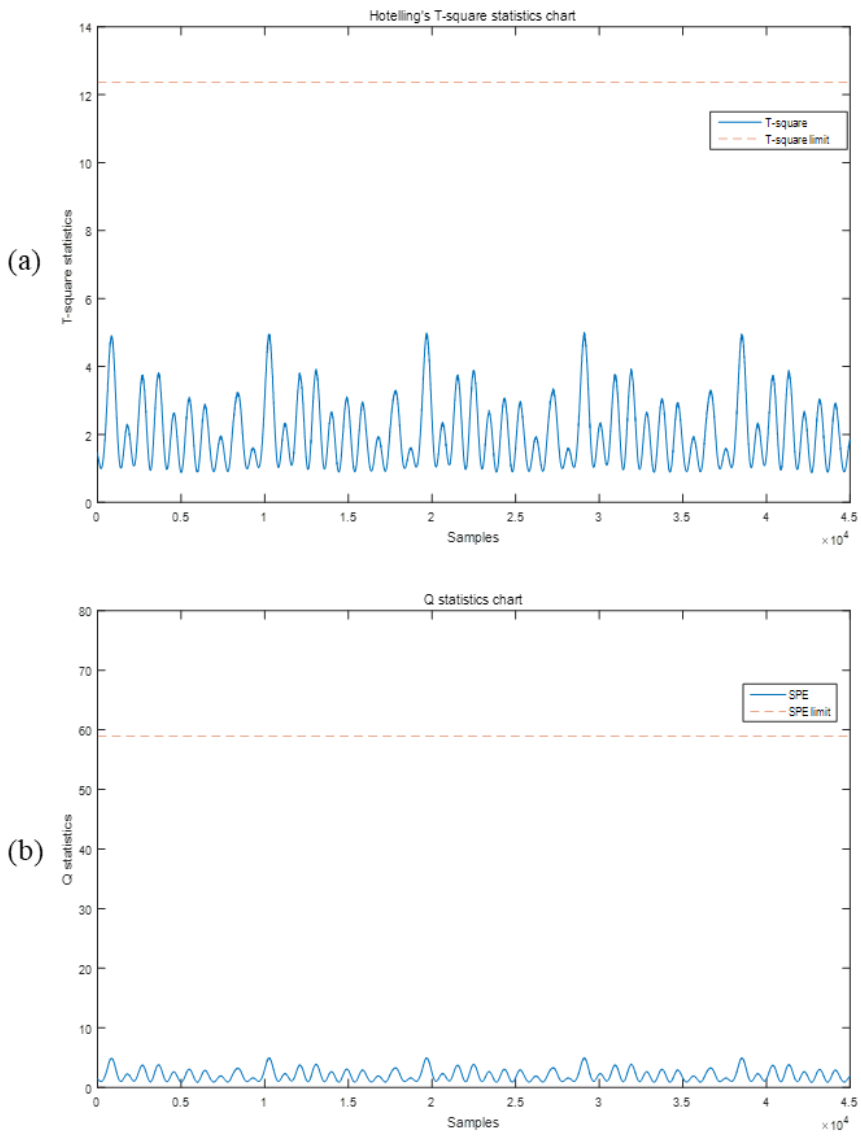 Hotelling's T-square statistics chart
14
12
10
8
6
4
2
0
T-square statistics
(a)
T-square
T-square limit
0 0.5 1 1.5 2 2.5 3 3.5 4 4.5
Samples
×10⁴
Q statistics chart
80
70
60
50
40
30
20
10
0
Q statistics
(b)
SPE
SPE limit
0 0.5 1 1.5 2 2.5 3 3.5 4 4.5
Samples
×10⁴